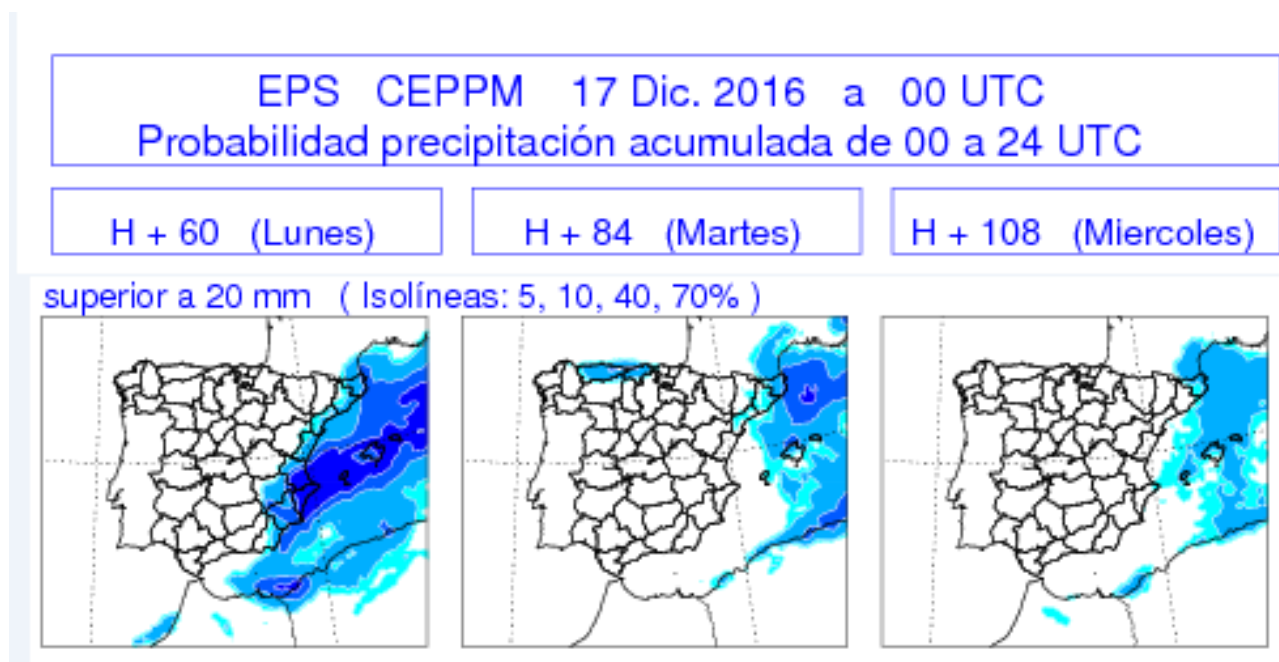 EPS CEPPM 17 Dic. 2016 a 00 UTC
Probabilidad precipitación acumulada de 00 a 24 UTC
H + 60 (Lunes)
H + 84 (Martes)
H + 108 (Miercoles)
superior a 20 mm ( Isolíneas: 5, 10, 40, 70% )